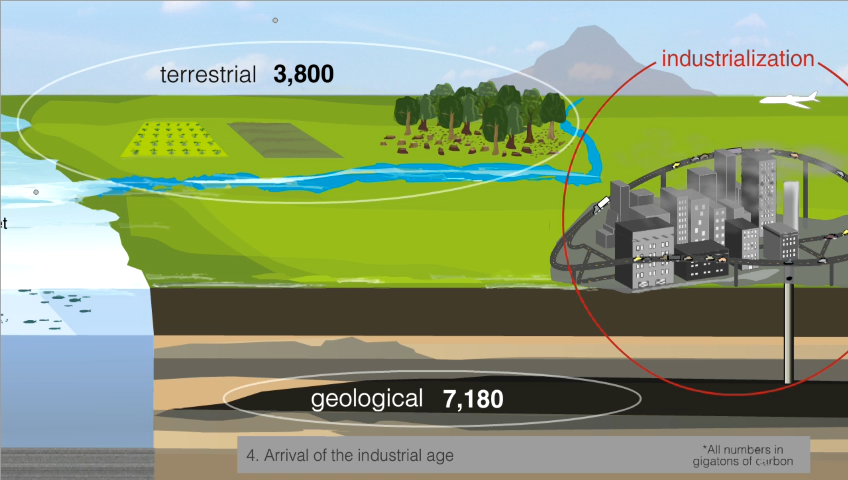 terrestrial 3,800
industrialization
geological 7,180
4. Arrival of the industrial age
*All numbers in
gigatons of carbon